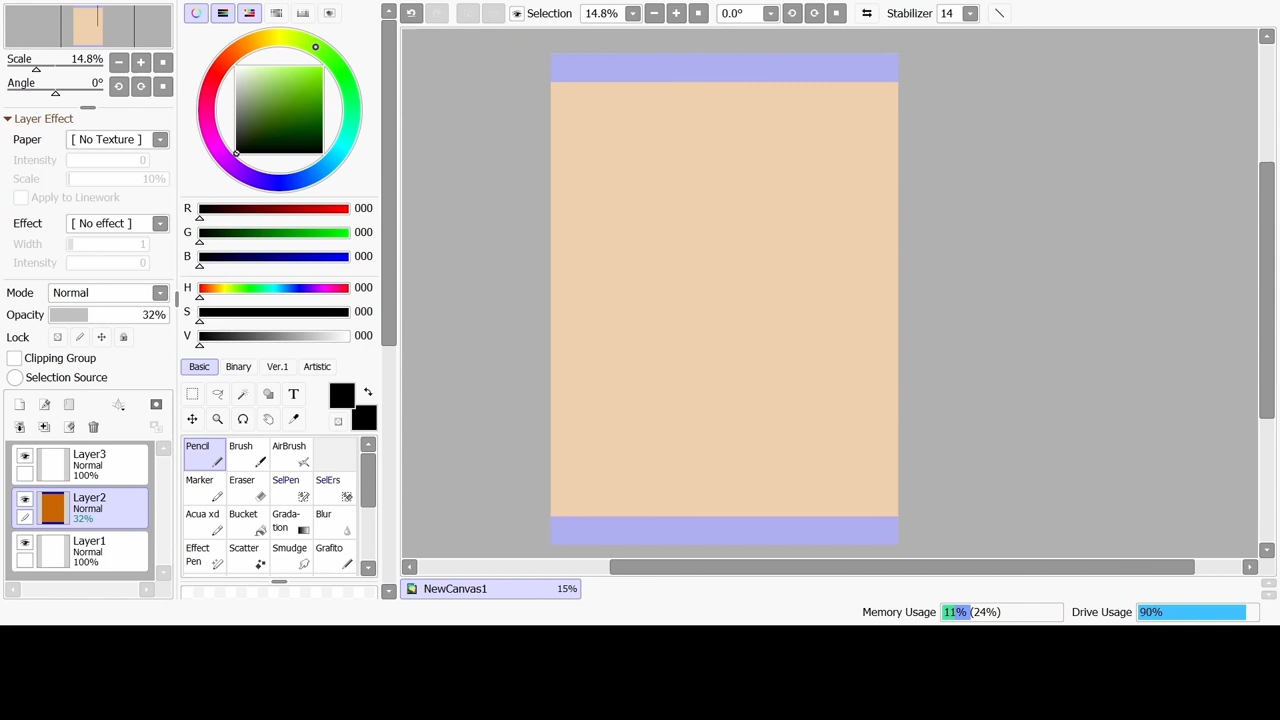 Selection 14.8% 0.0° Stabilizer 14
Scale 14.8%
Angle 0°
Layer Effect
Paper [ No Texture ]
Intensity 0
Scale 10%
Apply to Linework
Effect [ No effect ]
Width 1
Intensity 0
Mode Normal
Opacity 32%
Lock
Clipping Group
Selection Source
Layer3
Normal
100%
Layer2
Normal
32%
Layer1
Normal
100%
R 000
G 000
B 000
H 000
S 000
V 000
Basic Binary Ver.1 Artistic
T
Pencil Brush AirBrush
Marker Eraser SelPen SelErs
Acua xd Bucket Grada-
tion Blur
Effect
Pen Scatter Smudge Grafito
NewCanvas1 15%
Memory Usage 11% (24%) Drive Usage 90%